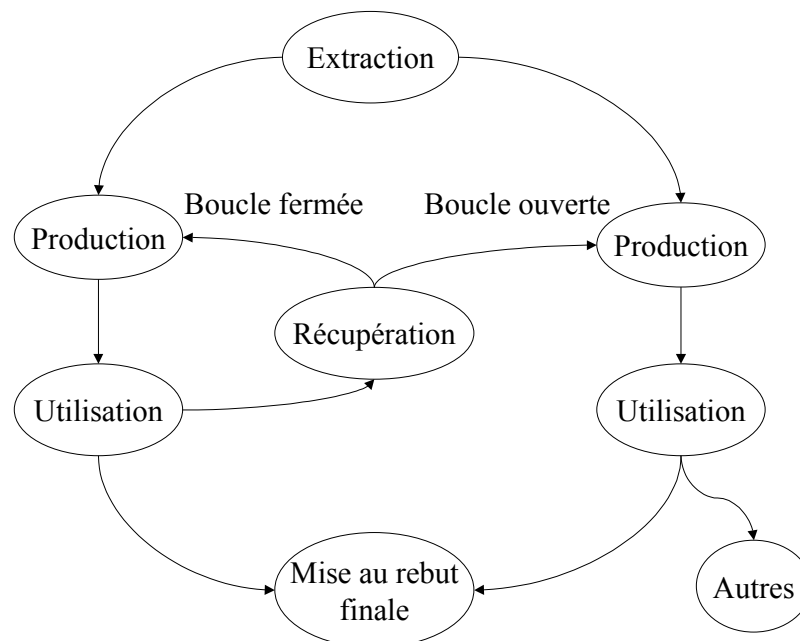 Extraction
Boucle fermée
Boucle ouverte
Production
Production
Récupération
Utilisation
Utilisation
Mise au rebut
finale
Autres